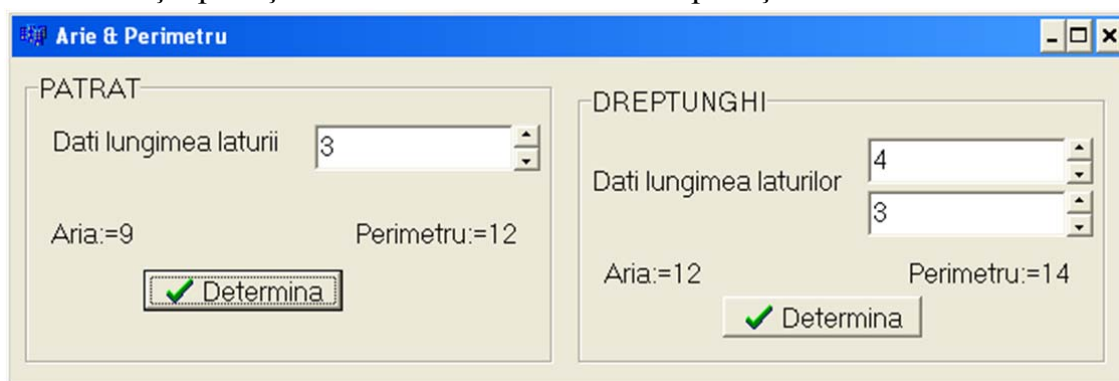 Arie & Perimetru
PATRAT
Dati lungimea laturii 3
Aria:=9 Perimetru:=12
Determina
DREPTUNGHI
Dati lungimea laturilor
4
3
Aria:=12 Perimetru:=14
Determina